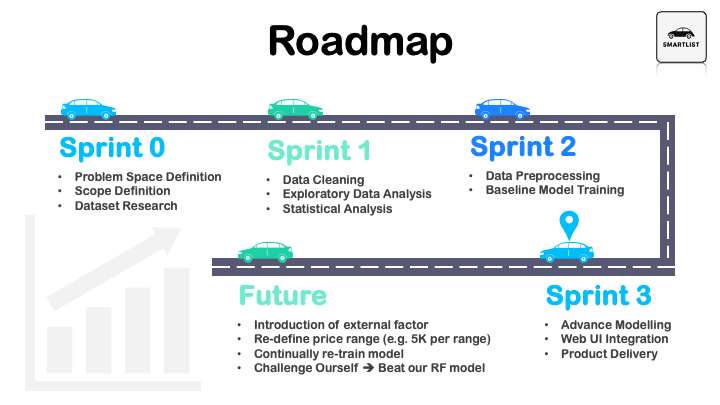 Roadmap
SMARTLIST
Sprint 0
• Problem Space Definition
• Scope Definition
• Dataset Research
Sprint 1
• Data Cleaning
• Exploratory Data Analysis
• Statistical Analysis
Sprint 2
• Data Preprocessing
• Baseline Model Training
Future
• Introduction of external factor
• Re-define price range (e.g. 5K per range)
• Continually re-train model
• Challenge Ourself ➔ Beat our RF model
Sprint 3
• Advance Modelling
• Web UI Integration
• Product Delivery